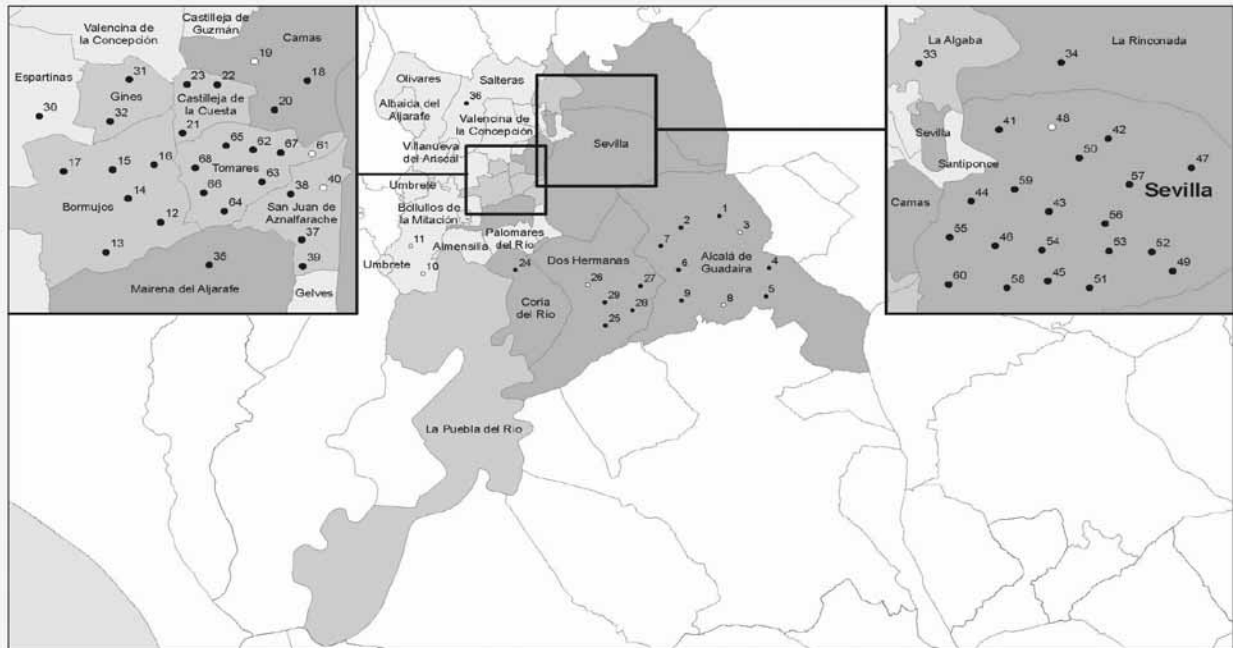 Valencina de
la Concepción
Castilleja de
Guzmán
Camas
19
18
Espartinas
31
23
22
30
Gines
Castilleja de
la Cuesta
20
32
21
65
62
67
61
17
15
16
68
Tomares
63
38
40
14
66
Bormujos
12
64
San Juan de
Aznalfarache
37
13
35
39
Mairena del Aljarafe
Gelves
Olivares
Salteras
36
Albaida del
Aljarafe
Valencina de
la Concepción
Villanueva
del Ariscal
Sevilla
Umbrete
Bollullos de
la Mitación
Palomares
del Río
Almensilla
11
Umbrete
10
24
Dos Hermanas
1
2
3
7
Alcalá de
Guadaira
26
27
6
4
Coria
del Río
29
28
9
8
5
25
La Puebla del Río
La Algaba
33
34
La Rinconada
41
48
42
Sevilla
50
47
Santiponce
59
57
Sevilla
Camas
44
43
56
55
46
54
53
52
49
60
58
45
51